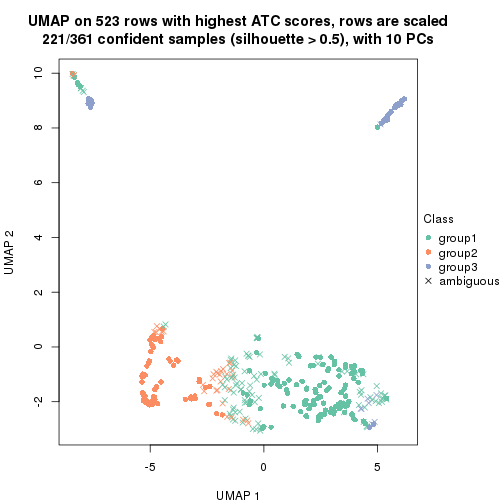 UMAP on 523 rows with highest ATC scores, rows are scaled
221/361 confident samples (silhouette > 0.5), with 10 PCs
10
8
6
4
2
0
-2
UMAP 2
-5
0
5
UMAP 1
Class
group1
group2
group3
ambiguous